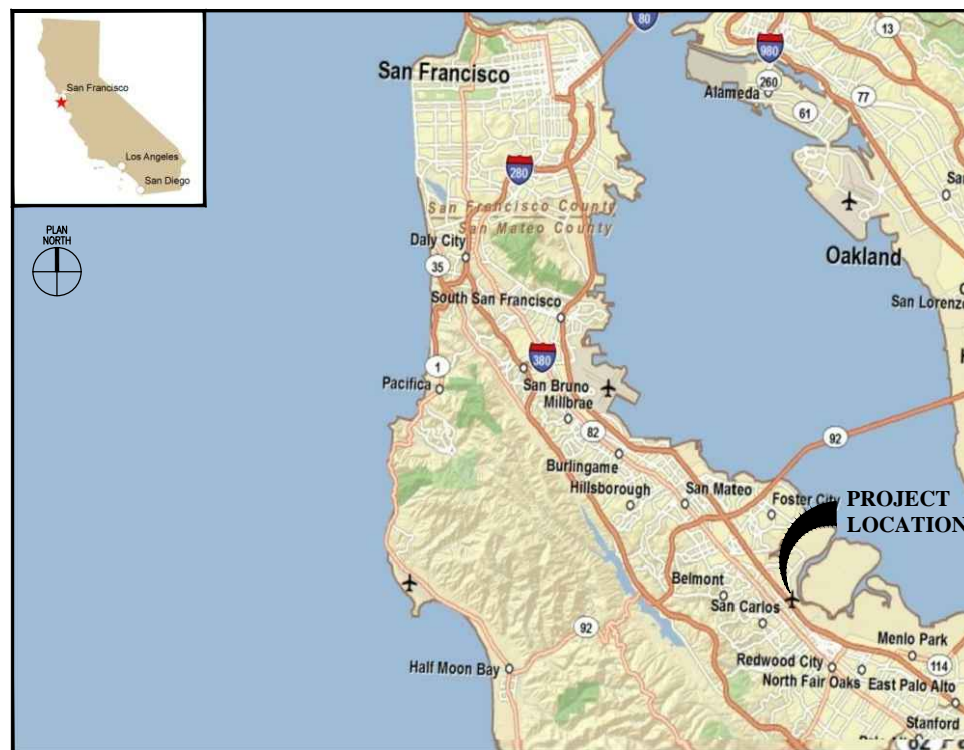 San Francisco
Los Angeles
San Diego
PLAN
NORTH
80
13
980
San Francisco
260
Alameda
77
61
280
San Francisco County
San Mateo County
Daly City
35
Oakland
South San Francisco
San Lorenzo
380
1
San Bruno
Pacifica
Millbrae
82
92
Burlingame
Hillsborough
San Mateo
Foster City
PROJECT
LOCATION
Belmont
San Carlos
92
Menlo Park
Half Moon Bay
Redwood City
114
North Fair Oaks
East Palo Alto
Stanford